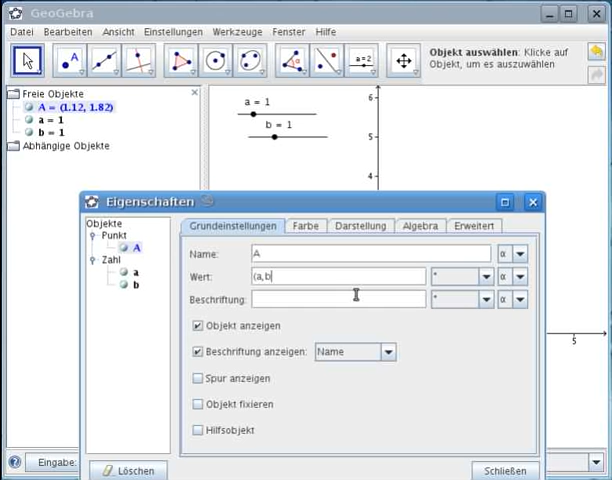 GeoGebra
Datei Bearbeiten Ansicht Einstellungen Werkzeuge Fenster Hilfe
A
α
a=2
Objekt auswählen: Klicke auf
Objekt, um es auszuwählen
Freie Objekte
A = (1.12, 1.82)
a = 1
b = 1
Abhängige Objekte
a = 1
b = 1
6
5
4
5
Eigenschaften
Objekte
Punkt
A
Zahl
a
b
Grundeinstellungen Farbe Darstellung Algebra Erweitert
Name: A α
Wert: (a,b ° α
Beschriftung: ° α
Objekt anzeigen
Beschriftung anzeigen: Name
Spur anzeigen
Objekt fixieren
Hilfsobjekt
Löschen Schließen
Eingabe: